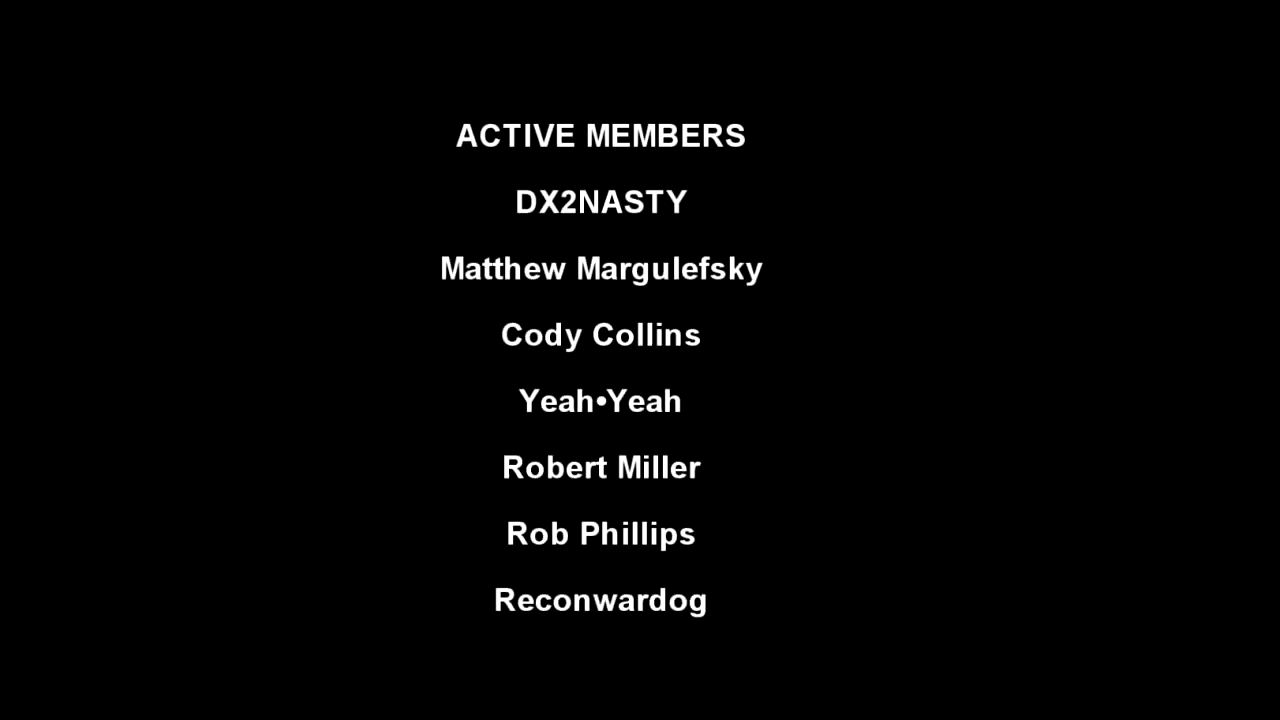 ACTIVE MEMBERS
DX2NASTY
Matthew Margulefsky
Cody Collins
Yeah•Yeah
Robert Miller
Rob Phillips
Reconwardog